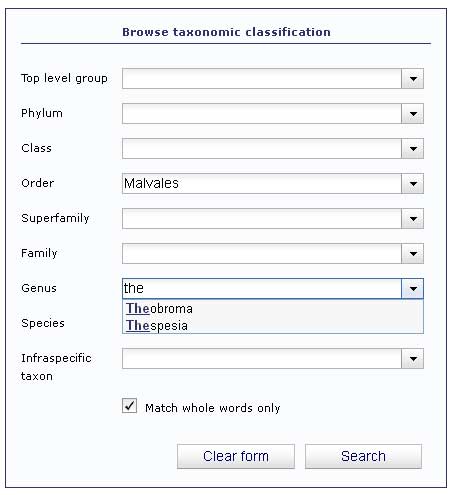 Browse taxonomic classification
Top level group
Phylum
Class
Order Malvales
Superfamily
Family
Genus the
Theobroma
Thespesia
Species
Infraspecific
taxon
Match whole words only
Clear form Search